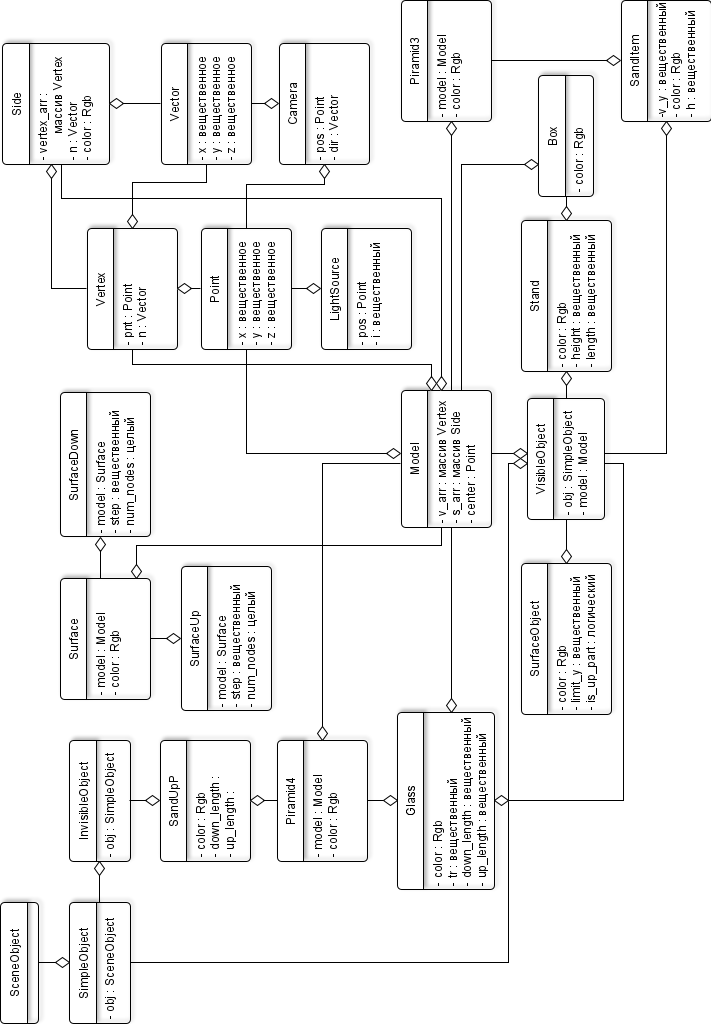 SceneObject
SimpleObject
- obj : SceneObject
InvisibleObject
- obj : SimpleObject
SandUpP
- color : Rgb
- down_length :
- up_length :
Piramid4
- model : Model
- color : Rgb
Glass
- color : Rgb
- tr : вещественный
- down_length : вещественный
- up_length : вещественный
Surface
- model : Model
- color : Rgb
SurfaceUp
- model : Surface
- step : вещественный
- num_nodes : целый
SurfaceDown
- model : Surface
- step : вещественный
- num_nodes : целый
SurfaceObject
- color : Rgb
- limit_y : вещественный
- is_up_part : логический
Model
- v_arr : массив Vertex
- s_arr : массив Side
- center : Point
VisibleObject
- obj : SimpleObject
- model : Model
Vertex
- pnt : Point
- n : Vector
Point
- x : вещественное
- y : вещественное
- z : вещественное
LightSource
- pos : Point
- i : вещественный
Stand
- color : Rgb
- height : вещественный
- length : вещественный
Side
- vertex_arr :
массив Vertex
- n : Vector
- color : Rgb
Vector
- x : вещественное
- y : вещественное
- z : вещественное
Camera
- pos : Point
- dir : Vector
Piramid3
- model : Model
- color : Rgb
Box
- color : Rgb
SandItem
-v_y : вещественный
- color : Rgb
- h : вещественный